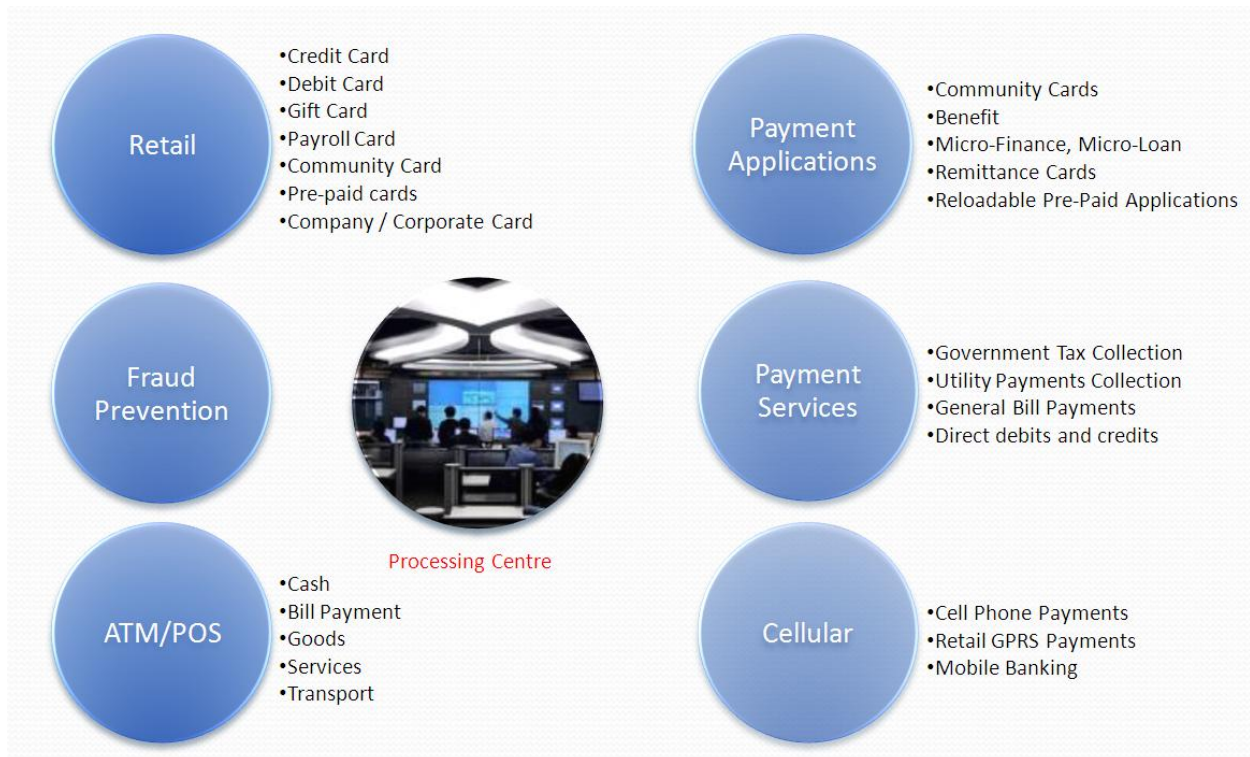 Retail
•Credit Card
•Debit Card
•Gift Card
•Payroll Card
•Community Card
•Pre-paid cards
•Company / Corporate Card
Payment
Applications
•Community Cards
•Benefit
•Micro-Finance, Micro-Loan
•Remittance Cards
•Reloadable Pre-Paid Applications
Fraud
Prevention
Processing Centre
Payment
Services
•Government Tax Collection
•Utility Payments Collection
•General Bill Payments
•Direct debits and credits
ATM/POS
•Cash
•Bill Payment
•Goods
•Services
•Transport
Cellular
•Cell Phone Payments
•Retail GPRS Payments
•Mobile Banking